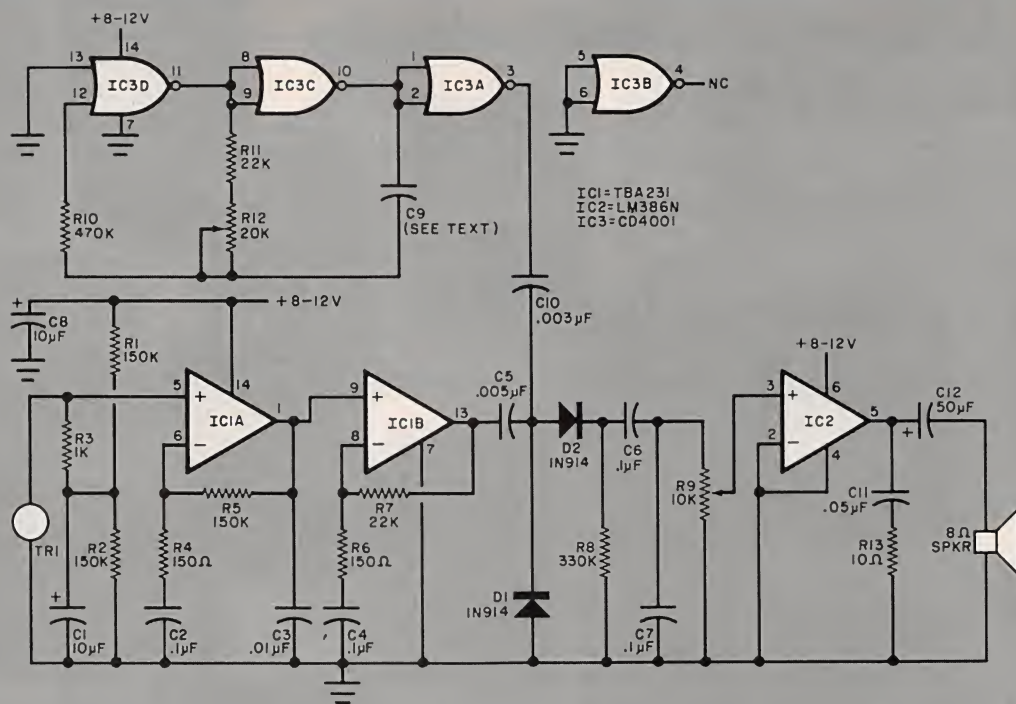 +8-12V
14
13
12
IC3D
11
7
8
9
IC3C
10
1
2
IC3A
3
5
6
IC3B
4
NC
R11
22K
R12
20K
R10
470K
C9
(SEE TEXT)
IC1=TBA231
IC2=LM386N
IC3=CD4001
+
C8
10µF
R1
150K
+8-12V
C10
.003µF
5
+
6
−
IC1A
14
1
9
+
8
−
IC1B
13
7
C5
.005µF
D2
1N914
C6
.1µF
R9
10K
+8-12V
3
+
2
−
IC2
6
5
4
C12
50µF
+
R3
1K
R5
150K
R7
22K
TR1
R2
150K
R4
150Ω
R6
150Ω
R8
330K
C11
.05µF
R13
10Ω
8Ω
SPKR
+
C1
10µF
C2
.1µF
C3
.01µF
C4
.1µF
D1
1N914
C7
.1µF